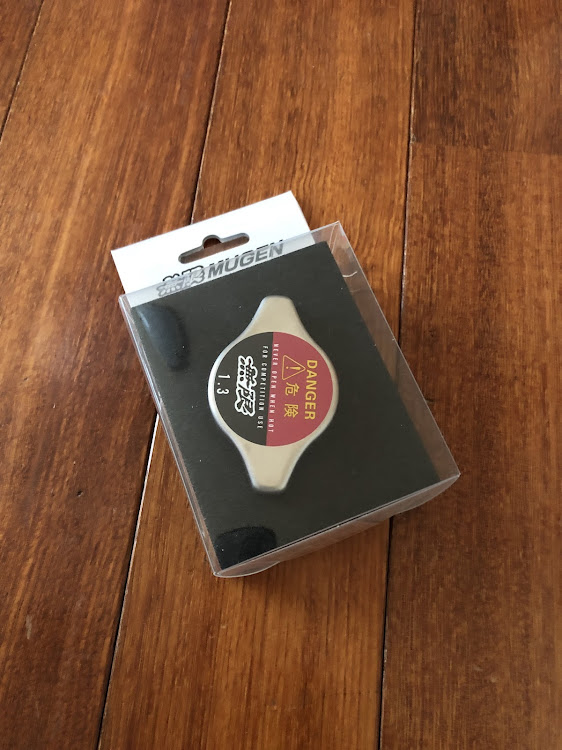 無限 MUGEN
DANGER
⚠ 危険
NEVER OPEN WHEN HOT
FOR COMPETITION USE
無限
1.3